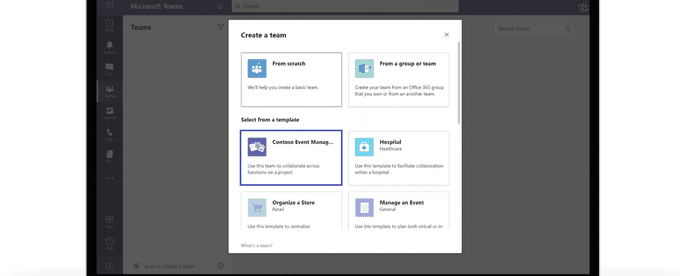 Microsoft Teams
Search
Teams
Search teams
Create a team
From scratch
We'll help you create a basic team.
From a group or team
Create your team from an Office 365 group
that you own or from another team.
Select from a template
Contoso Event Manag...
Use this team to collaborate across
functions on a project
Hospital
Healthcare
Use this template to facilitate collaboration
within a hospital.
Organize a Store
Retail
Use this template to centralize
Manage an Event
General
Use this template to plan both virtual or in-
What's a team?
Join or create a team